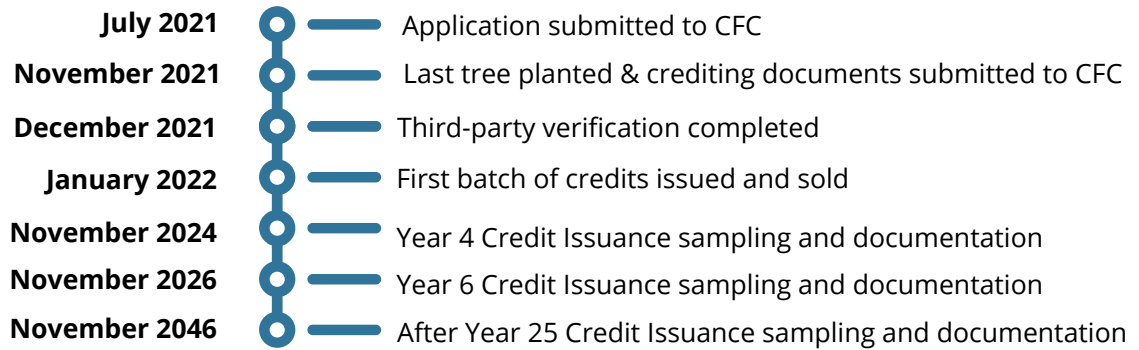 July 2021 Application submitted to CFC
November 2021 Last tree planted & crediting documents submitted to CFC
December 2021 Third-party verification completed
January 2022 First batch of credits issued and sold
November 2024 Year 4 Credit Issuance sampling and documentation
November 2026 Year 6 Credit Issuance sampling and documentation
November 2046 After Year 25 Credit Issuance sampling and documentation